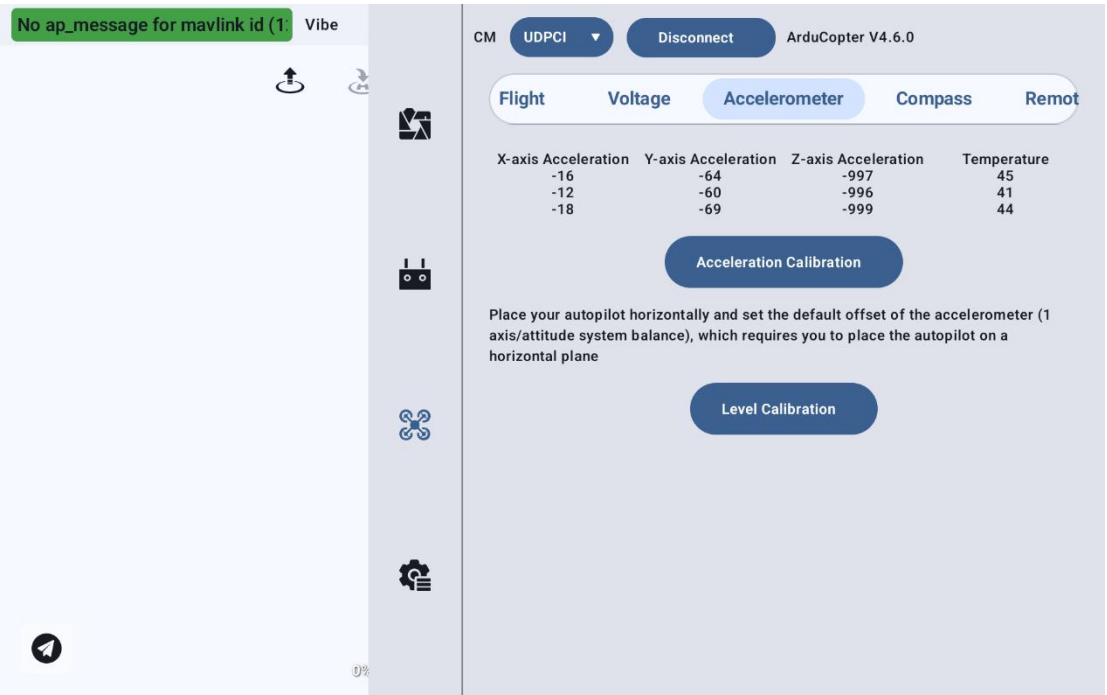 No ap_message for mavlink id (1
Vibe
CM
UDPCI
Disconnect
ArduCopter V4.6.0
Flight
Voltage
Accelerometer
Compass
Remot
X-axis Acceleration Y-axis Acceleration Z-axis Acceleration Temperature
-16 -64 -997 45
-12 -60 -996 41
-18 -69 -999 44
Acceleration Calibration
Place your autopilot horizontally and set the default offset of the accelerometer (1
axis/attitude system balance), which requires you to place the autopilot on a
horizontal plane
Level Calibration
0%